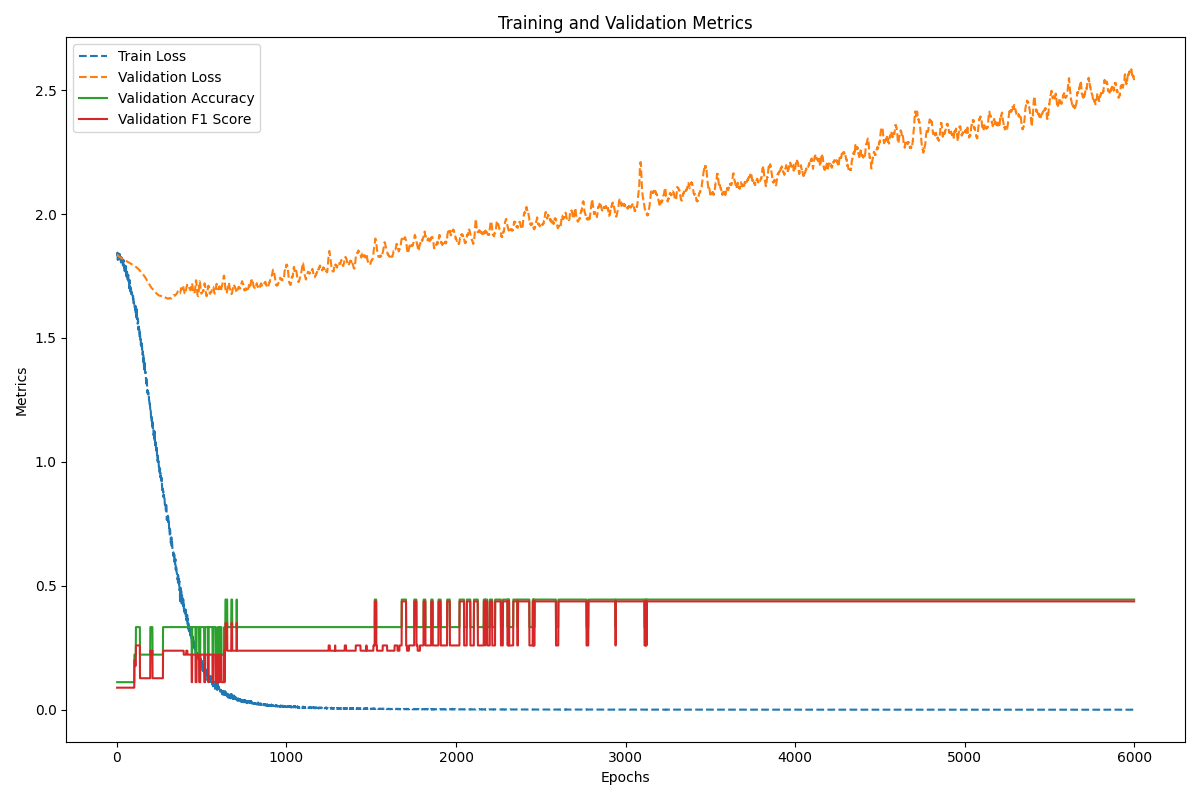 Training and Validation Metrics
Train Loss
Validation Loss
Validation Accuracy
Validation F1 Score
Metrics
2.5
2.0
1.5
1.0
0.5
0.0
0 1000 2000 3000 4000 5000 6000
Epochs